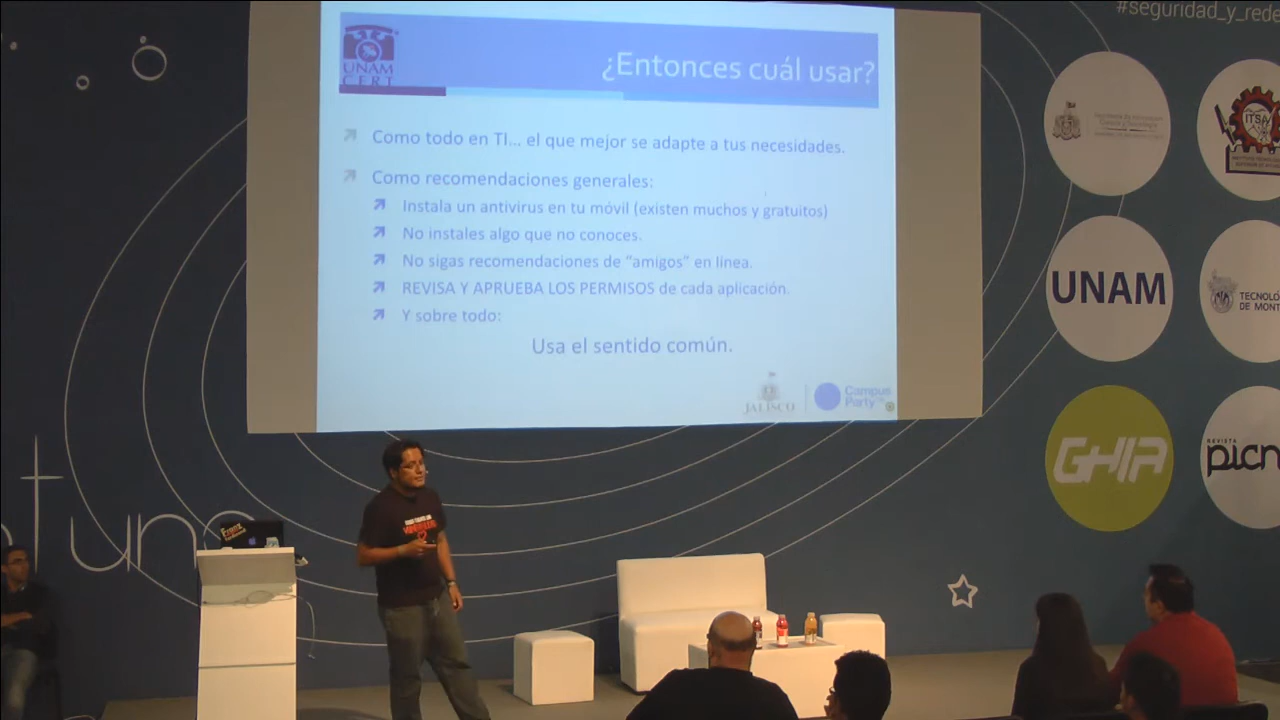 #seguridad_y_rede
UNAM
CERT
¿Entonces cuál usar?
Como todo en TI... el que mejor se adapte a tus necesidades.
Como recomendaciones generales:
Instala un antivirus en tu móvil (existen muchos y gratuitos)
No instales algo que no conoces.
No sigas recomendaciones de “amigos” en línea.
REVISA Y APRUEBA LOS PERMISOS de cada aplicación.
Y sobre todo:
Usa el sentido común.
JALISCO
Campus
Party
ITSA
UNAM
TECNOLÓ
DE MONT
GHIA
REVISTA
picn
tun